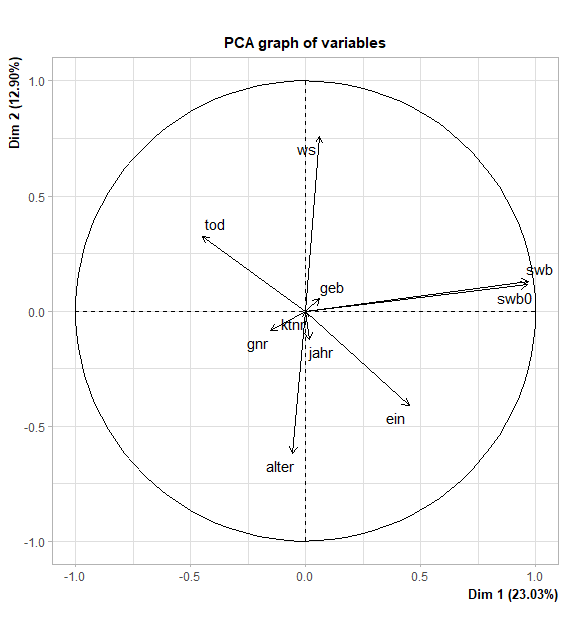 PCA graph of variables
Dim 2 (12.90%)
1.0
ws
0.5
tod
swb
geb
swb0
0.0
ktnr
gnr
jahr
ein
-0.5
alter
-1.0
-1.0
-0.5
0.0
0.5
1.0
Dim 1 (23.03%)